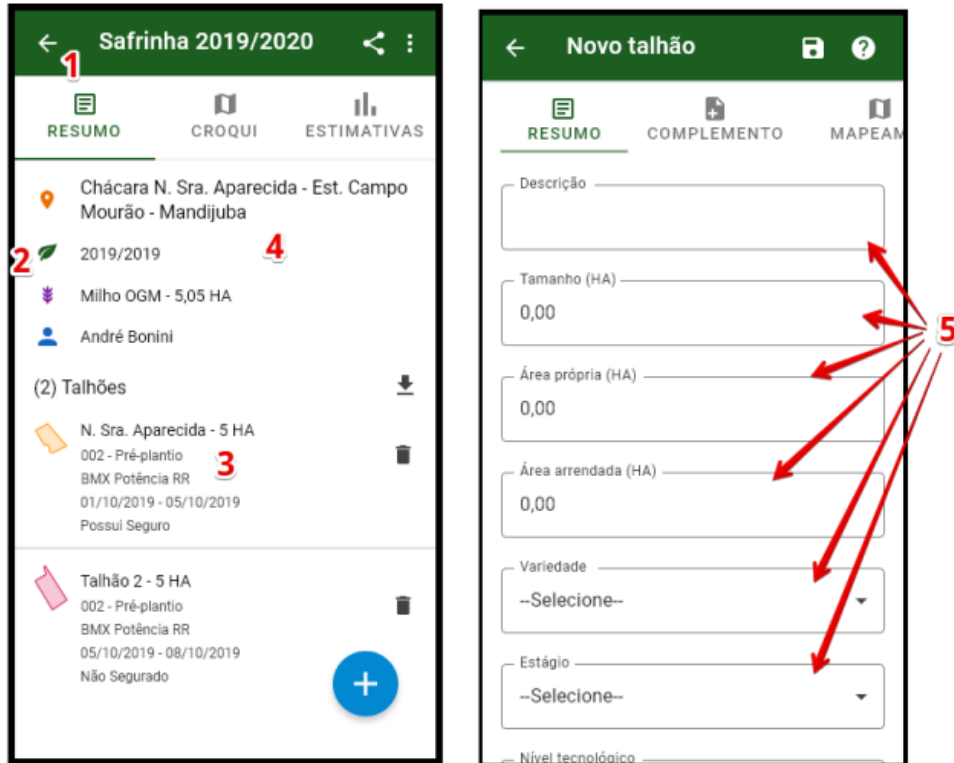 Safrinha 2019/2020
1
RESUMO
CROQUI
ESTIMATIVAS
Chácara N. Sra. Aparecida - Est. Campo
Mourão - Mandijuba
2
2019/2019
4
Milho OGM - 5,05 HA
André Bonini
(2) Talhões
N. Sra. Aparecida - 5 HA
002 - Pré-plantio
3
BMX Potência RR
01/10/2019 - 05/10/2019
Possui Seguro
Talhão 2 - 5 HA
002 - Pré-plantio
BMX Potência RR
05/10/2019 - 08/10/2019
Não Segurado
+
Novo talhão
?
RESUMO
COMPLEMENTO
MAPEAM
Descrição
Tamanho (HA)
0,00
5
Área própria (HA)
0,00
Área arrendada (HA)
0,00
Variedade
--Selecione--
Estágio
--Selecione--
Nível tecnológico